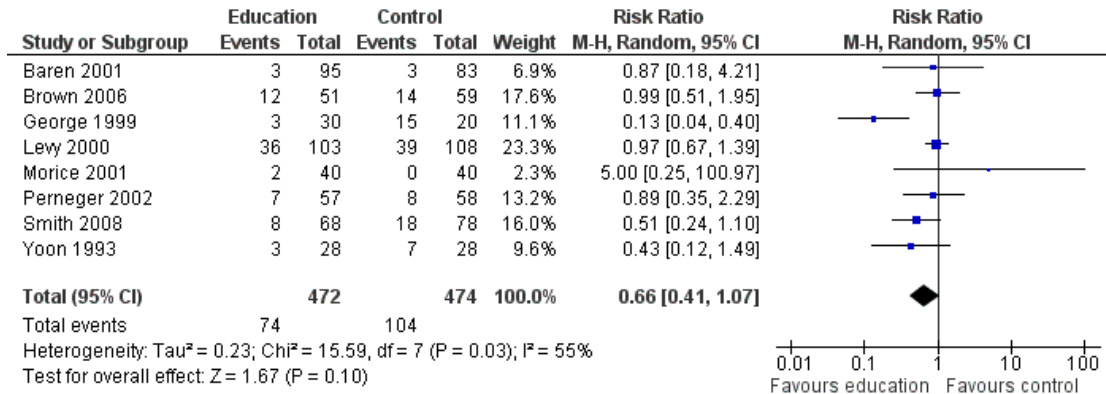 Education Control Risk Ratio Risk Ratio
Study or Subgroup Events Total Events Total Weight M-H, Random, 95% CI M-H, Random, 95% CI
Baren 2001 3 95 3 83 6.9% 0.87 [0.18, 4.21]
Brown 2006 12 51 14 59 17.6% 0.99 [0.51, 1.95]
George 1999 3 30 15 20 11.1% 0.13 [0.04, 0.40]
Levy 2000 36 103 39 108 23.3% 0.97 [0.67, 1.39]
Morice 2001 2 40 0 40 2.3% 5.00 [0.25, 100.97]
Perneger 2002 7 57 8 58 13.2% 0.89 [0.35, 2.29]
Smith 2008 8 68 18 78 16.0% 0.51 [0.24, 1.10]
Yoon 1993 3 28 7 28 9.6% 0.43 [0.12, 1.49]
Total (95% CI) 472 474 100.0% 0.66 [0.41, 1.07]
Total events 74 104
Heterogeneity: Tau² = 0.23; Chi² = 15.59, df = 7 (P = 0.03); I² = 55%
Test for overall effect: Z = 1.67 (P = 0.10)
0.01 0.1 1 10 100
Favours education Favours control